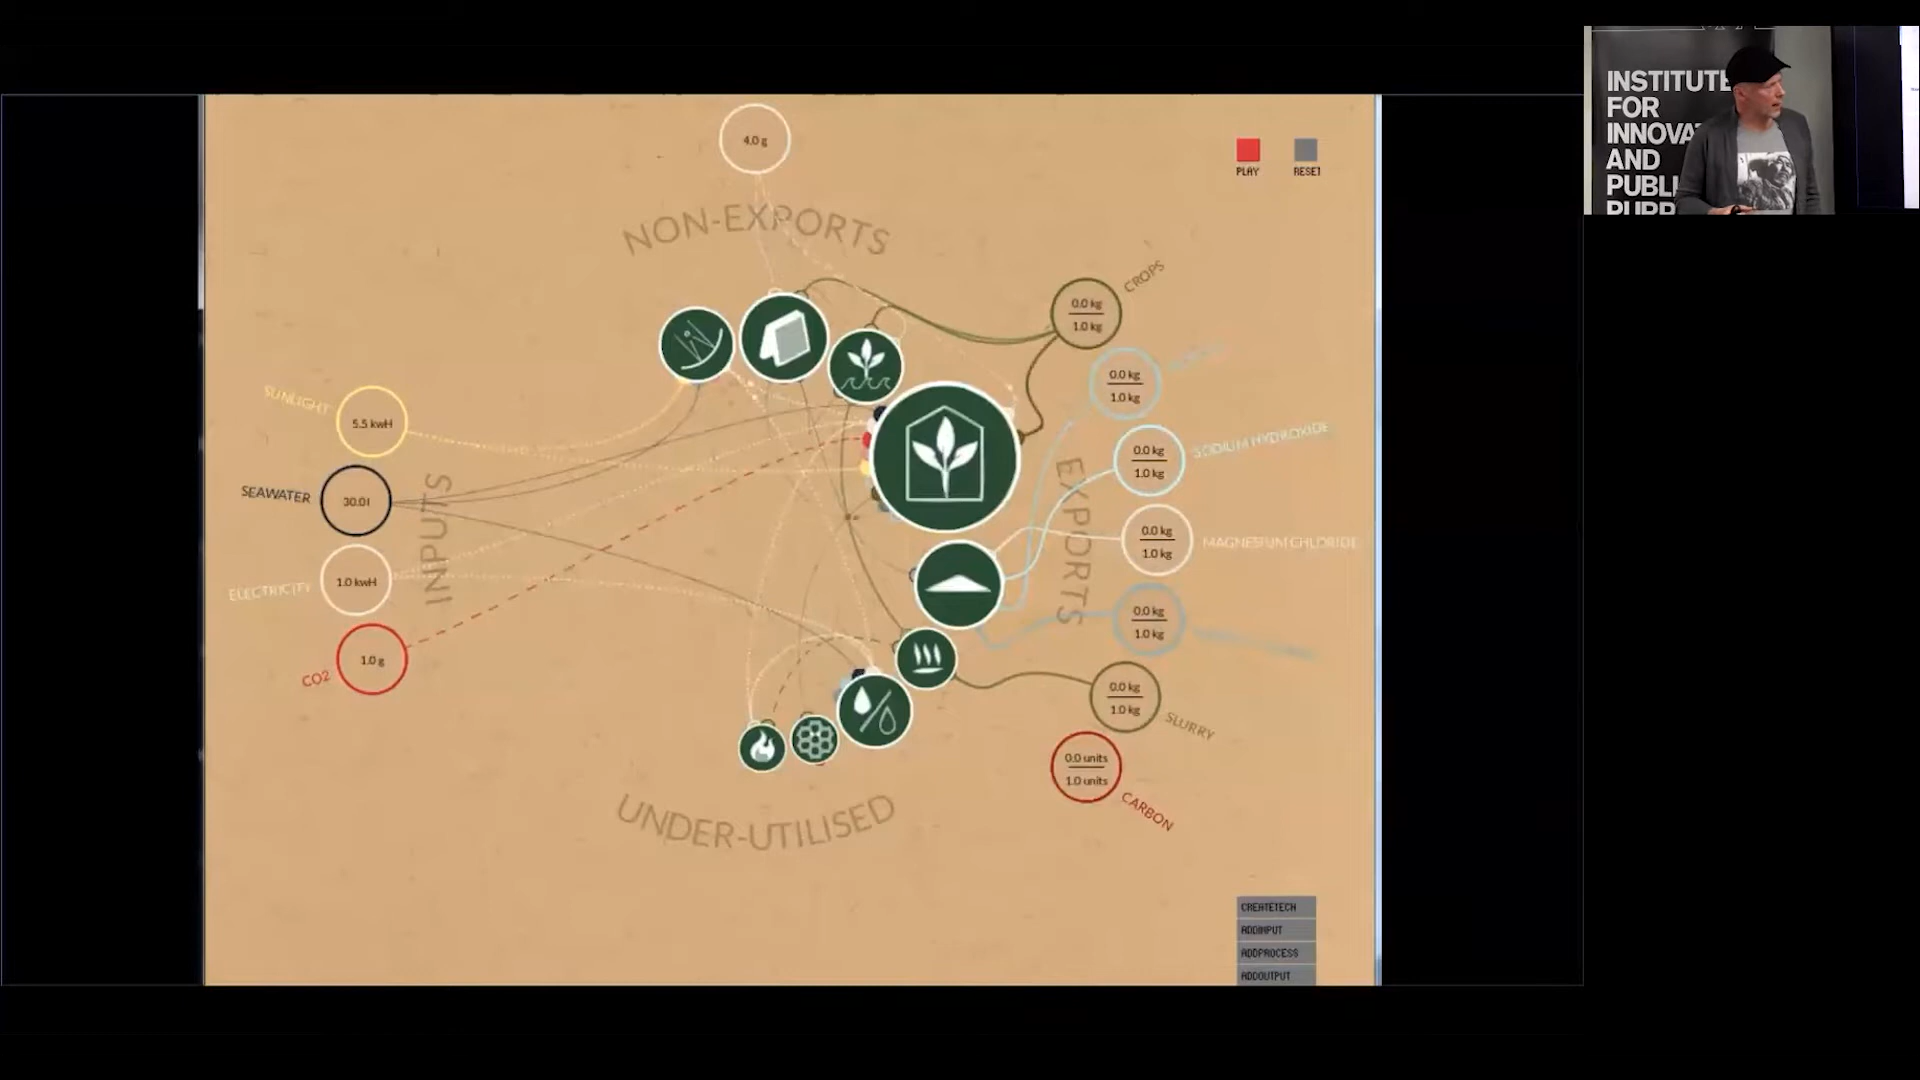 4.0 g
NON-EXPORTS
PLAY
RESET
CROPS
0.0 kg
1.0 kg
0.0 kg
1.0 kg
SUNLIGHT
5.5 kwH
SODIUM HYDROXIDE
0.0 kg
1.0 kg
SEAWATER
30.0 l
INPUTS
EXPORTS
0.0 kg
1.0 kg
MAGNESIUM CHLORIDE
ELECTRICITY
1.0 kwH
0.0 kg
1.0 kg
CO2
1.0 g
0.0 kg
1.0 kg
SLURRY
0.0 units
1.0 units
CARBON
UNDER-UTILISED
CREATETECH
ADDINPUT
ADDPROCESS
ADDOUTPUT
INSTITUTE
FOR
INNOVA
AND
PUBLI
PURP